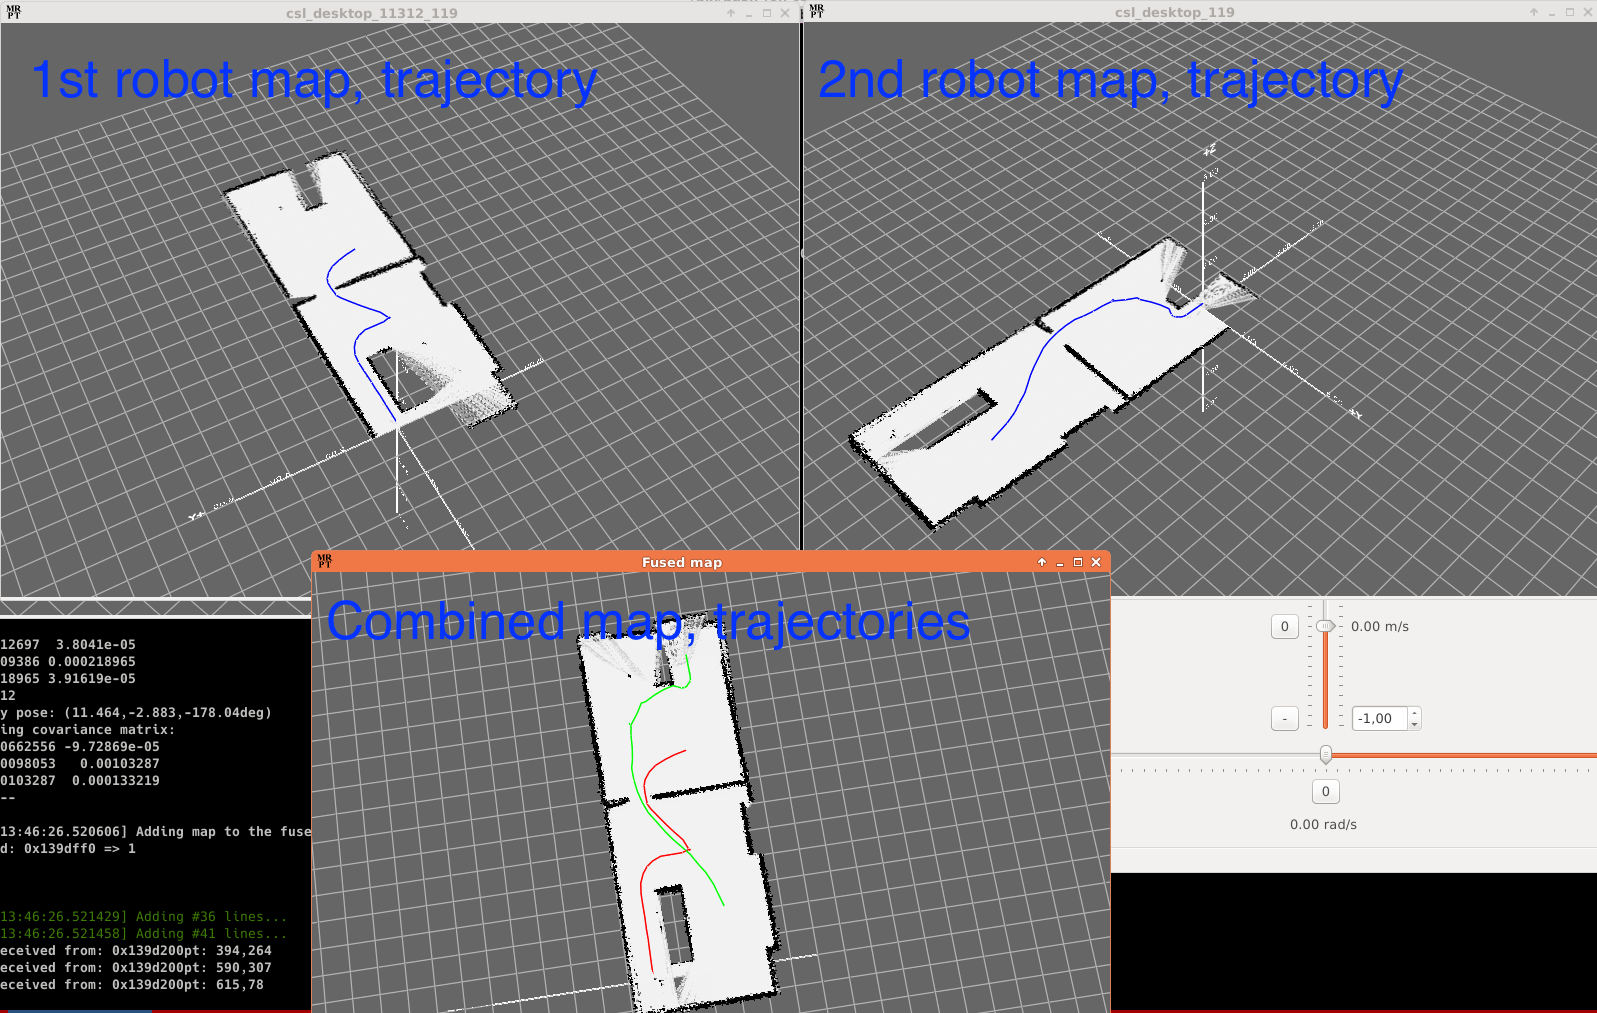 MR
PT
csl_desktop_11312_119
MR
PT
csl_desktop_119
1st robot map, trajectory
2nd robot map, trajectory
MR
PT
Fused map
Combined map, trajectories
12697  3.8041e-05
09386 0.000218965
18965 3.91619e-05
12
y pose: (11.464,-2.883,-178.04deg)
ing covariance matrix:
0662556 -9.72869e-05
0098053   0.00103287
0103287  0.000133219
--
13:46:26.520606] Adding map to the fuse
d: 0x139dff0 => 1
13:46:26.521429] Adding #36 lines...
13:46:26.521458] Adding #41 lines...
eceived from: 0x139d200pt: 394,264
eceived from: 0x139d200pt: 590,307
eceived from: 0x139d200pt: 615,78
0
0.00 m/s
-
-1,00
0
0.00 rad/s